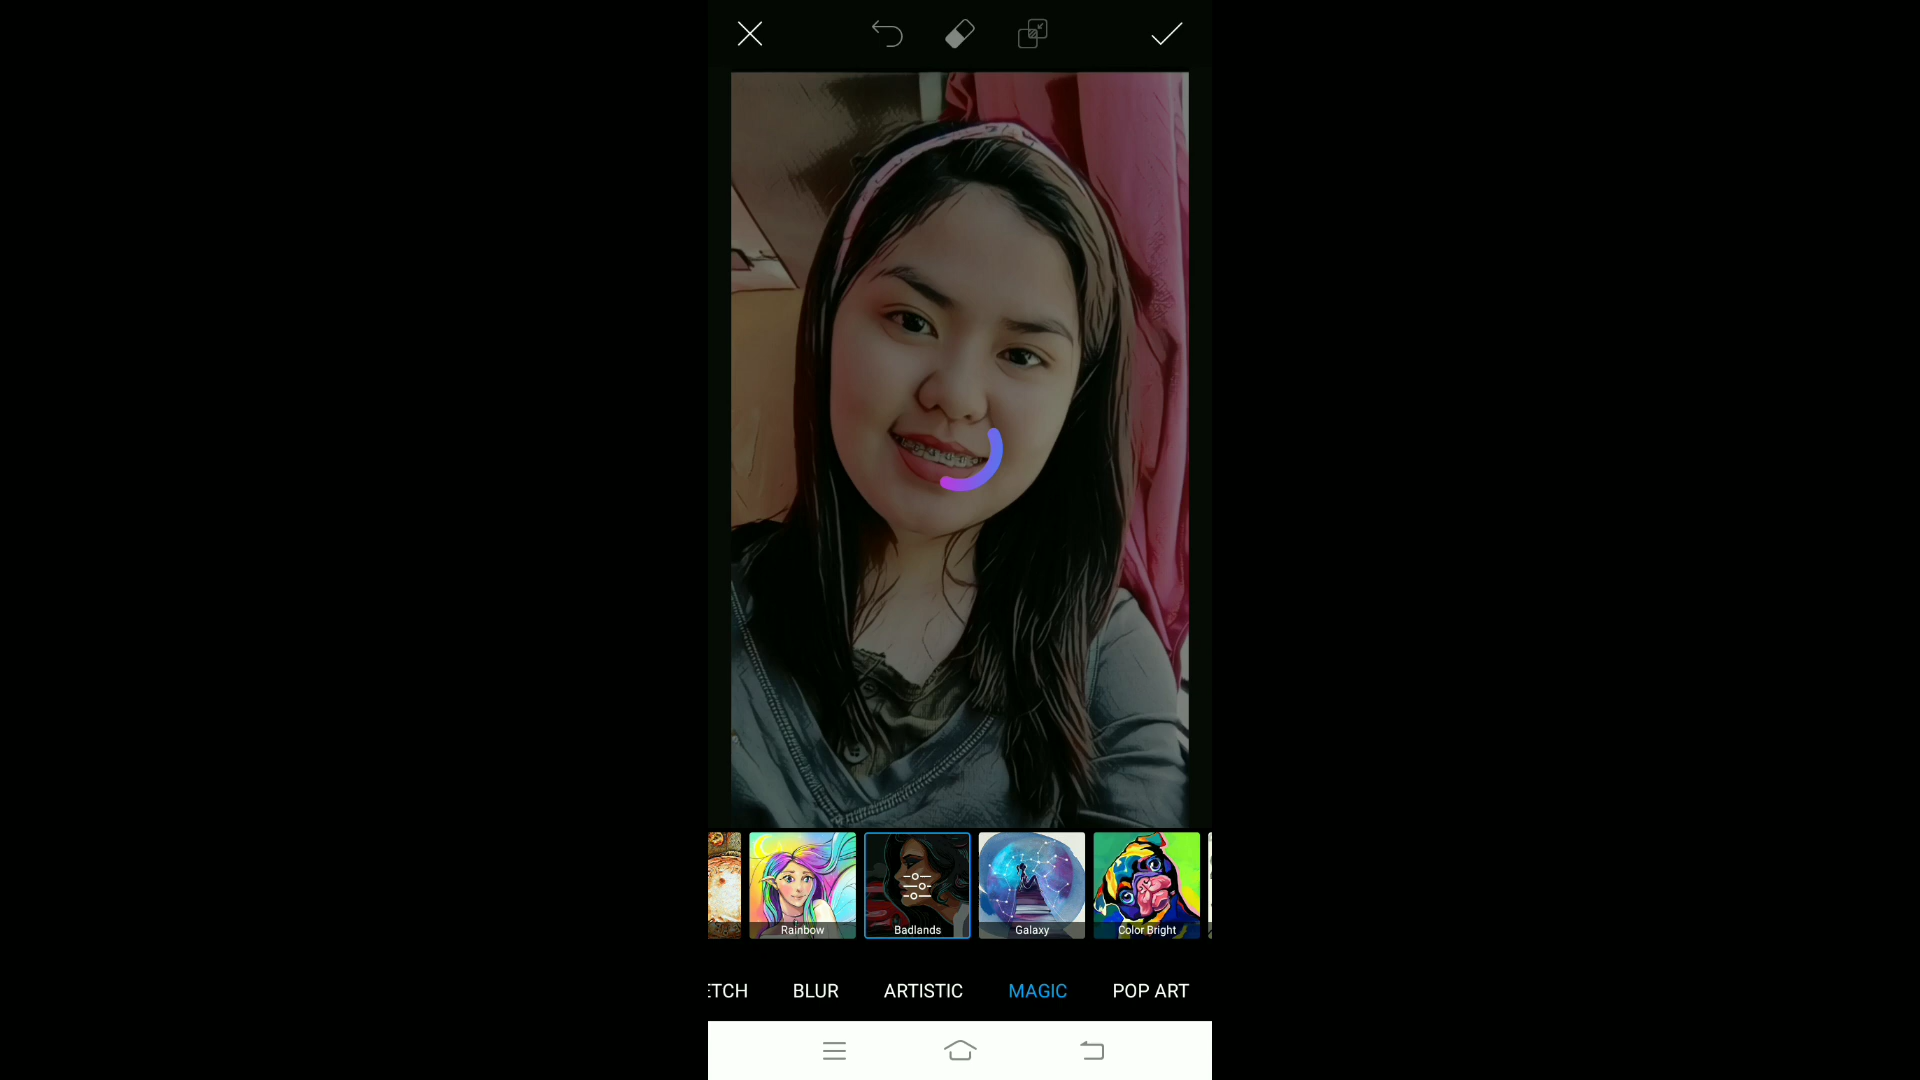 Rainbow
Badlands
Galaxy
Color Bright
ETCH
BLUR
ARTISTIC
MAGIC
POP ART